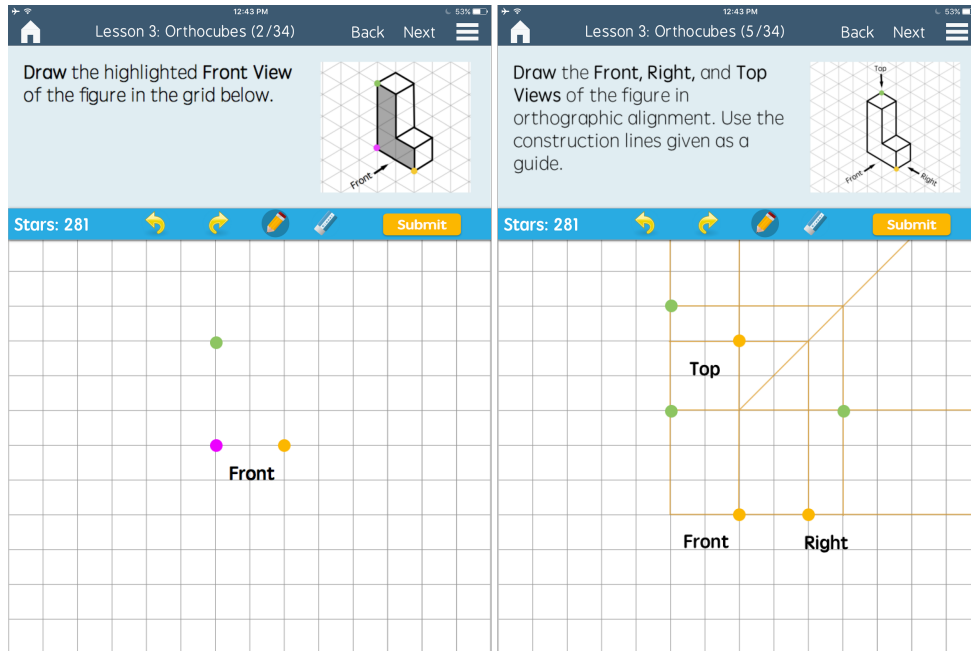 12:43 PM
53%
Lesson 3: Orthocubes (2/34)
Back
Next
Draw the highlighted Front View
of the figure in the grid below.
Front
Stars: 281
Submit
Front
12:43 PM
53%
Lesson 3: Orthocubes (5/34)
Back
Next
Draw the Front, Right, and Top
Views of the figure in
orthographic alignment. Use the
construction lines given as a
guide.
Top
Front
Right
Stars: 281
Submit
Top
Front
Right